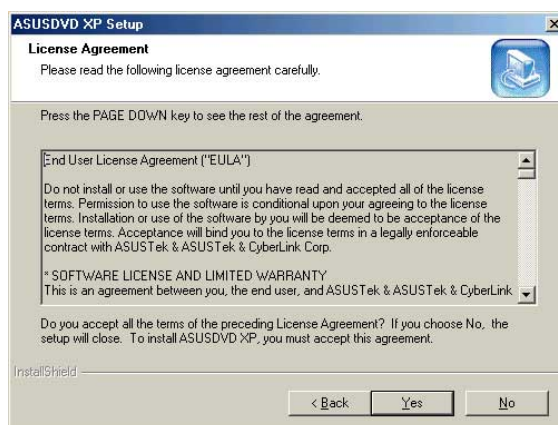 ASUSDVD XP Setup
License Agreement
Please read the following license agreement carefully.
Press the PAGE DOWN key to see the rest of the agreement.
End User License Agreement ("EULA")
Do not install or use the software until you have read and accepted all of the license
terms. Permission to use the software is conditional upon your agreeing to the license
terms. Installation or use of the software by you will be deemed to be acceptance of the
license terms. Acceptance will bind you to the license terms in a legally enforceable
contract with ASUSTek & ASUSTek & CyberLink Corp.
* SOFTWARE LICENSE AND LIMITED WARRANTY
This is an agreement between you, the end user, and ASUSTek & ASUSTek & CyberLink
Do you accept all the terms of the preceding License Agreement? If you choose No, the
setup will close. To install ASUSDVD XP, you must accept this agreement.
InstallShield
< Back Yes No